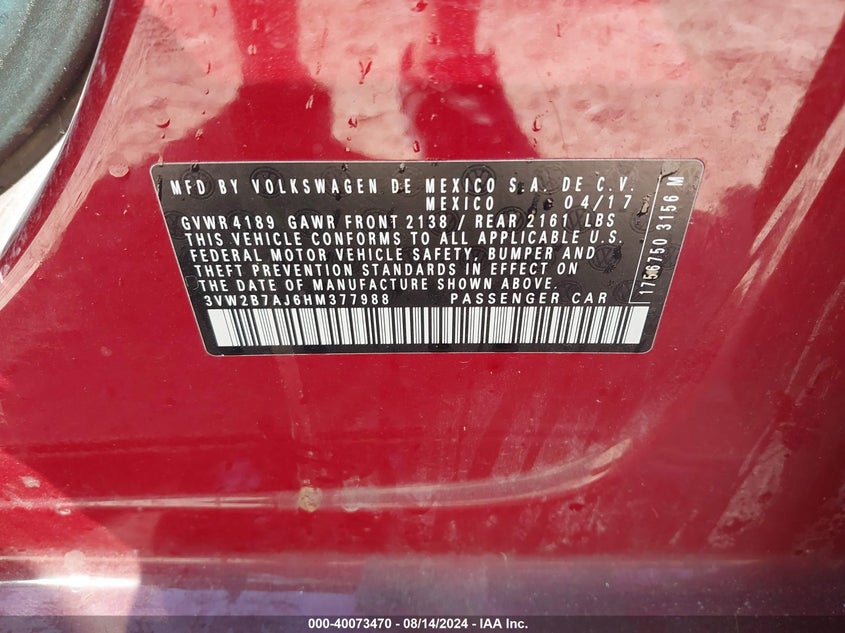 MFD BY VOLKSWAGEN DE MEXICO S.A. DE C.V.
MEXICO 04/17
GVWR 4189 GAWR FRONT 2138 / REAR 2161 LBS
THIS VEHICLE CONFORMS TO ALL APPLICABLE U.S.
FEDERAL MOTOR VEHICLE SAFETY, BUMPER AND
THEFT PREVENTION STANDARDS IN EFFECT ON
THE DATE OF MANUFACTURE SHOWN ABOVE.
3VW2B7AJ6HM377988 PASSENGER CAR
3156 M
000-40073470 - 08/14/2024 - IAA Inc.